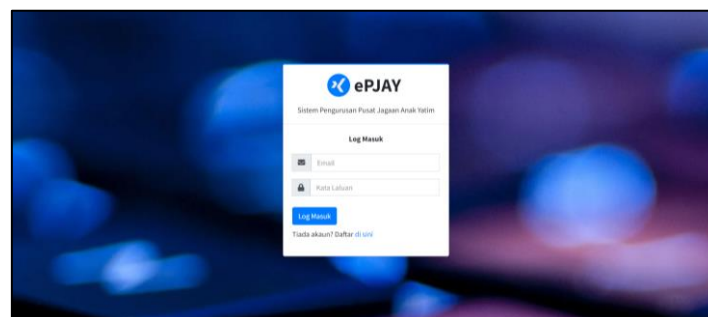 ePJAY
Sistem Pengurusan Pusat Jagaan Anak Yatim
Log Masuk
Email
Kata Laluan
Log Masuk
Tiada akaun? Daftar di sini